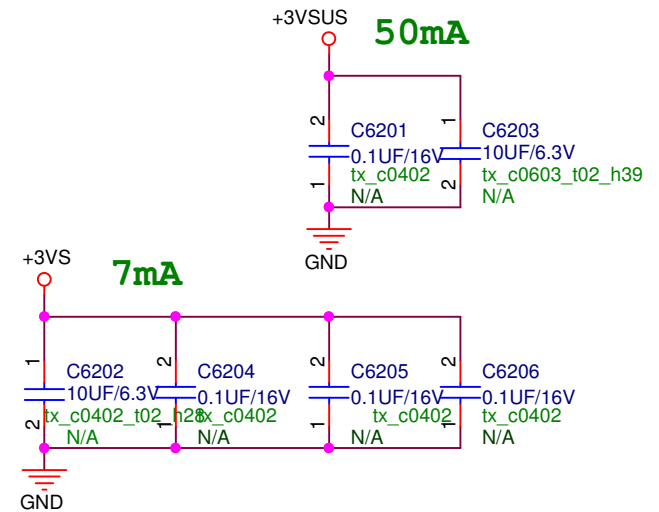 +3VSUS
50mA
2
1
C6201
C6203
0.1UF/16V
10UF/6.3V
tx_c0402
tx_c0603_t02_h39
1
2
N/A
N/A
GND
+3VS
7mA
1
2
2
2
C6202
C6204
C6205
C6206
10UF/6.3V
0.1UF/16V
0.1UF/16V
0.1UF/16V
tx_c0402_t02_h28
tx_c0402
tx_c0402
tx_c0402
2
1
1
1
N/A
N/A
N/A
N/A
GND